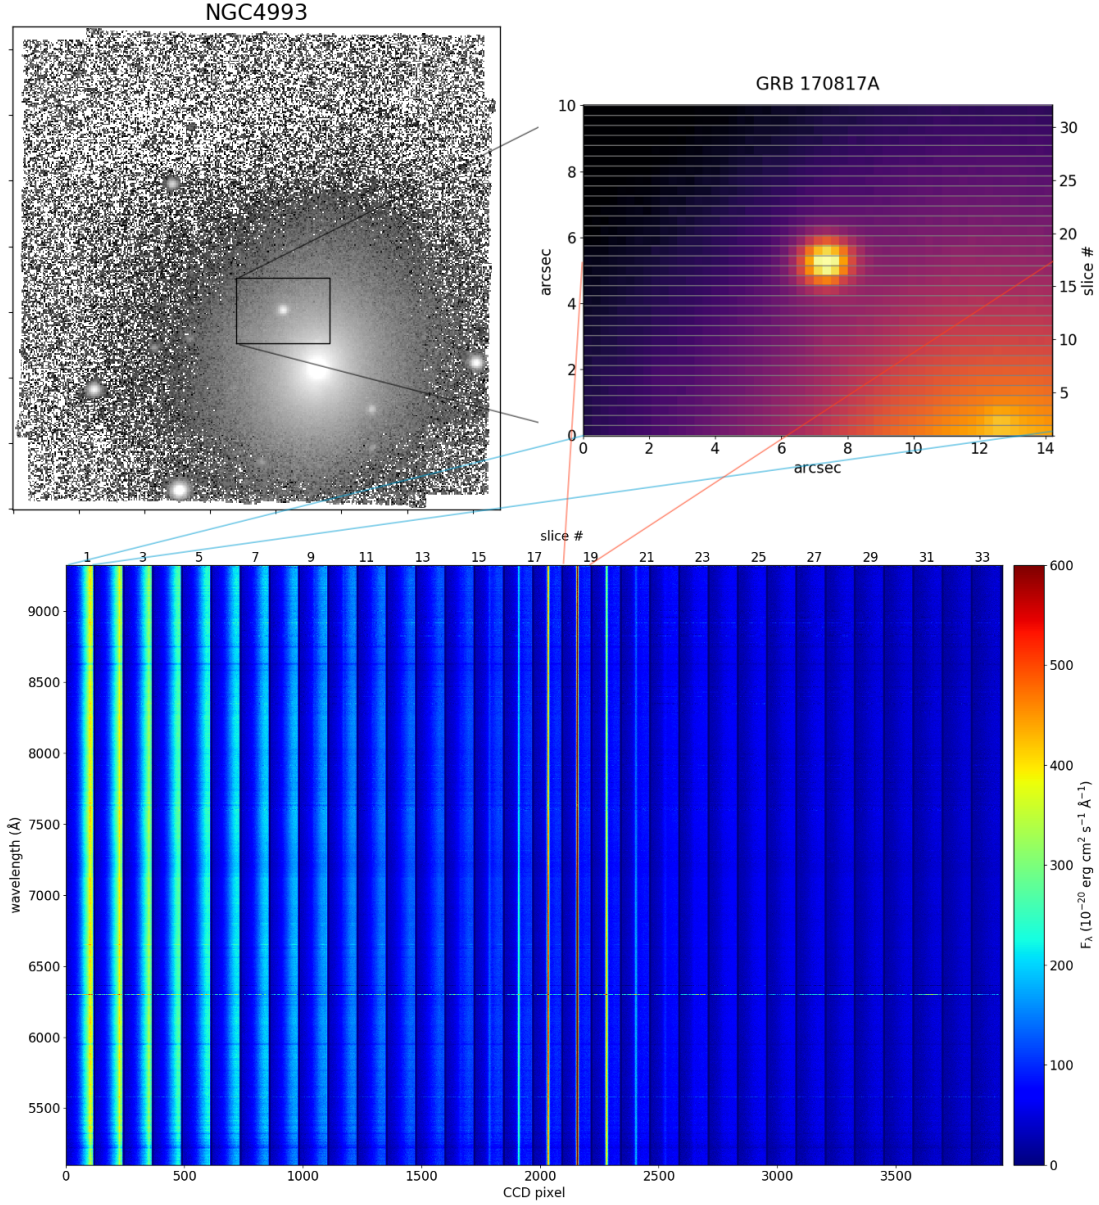 NGC4993
GRB 170817A
10
8
6
4
2
0
arcsec
30
25
20
15
10
5
slice #
0 2 4 6 8 10 12 14
arcsec
slice #
1 3 5 7 9 11 13 15 17 19 21 23 25 27 29 31 33
9000
8500
8000
7500
7000
6500
6000
5500
wavelength (Å)
0 500 1000 1500 2000 2500 3000 3500
CCD pixel
600
500
400
300
200
100
0
Fλ (10⁻²⁰ erg cm² s⁻¹ Å⁻¹)